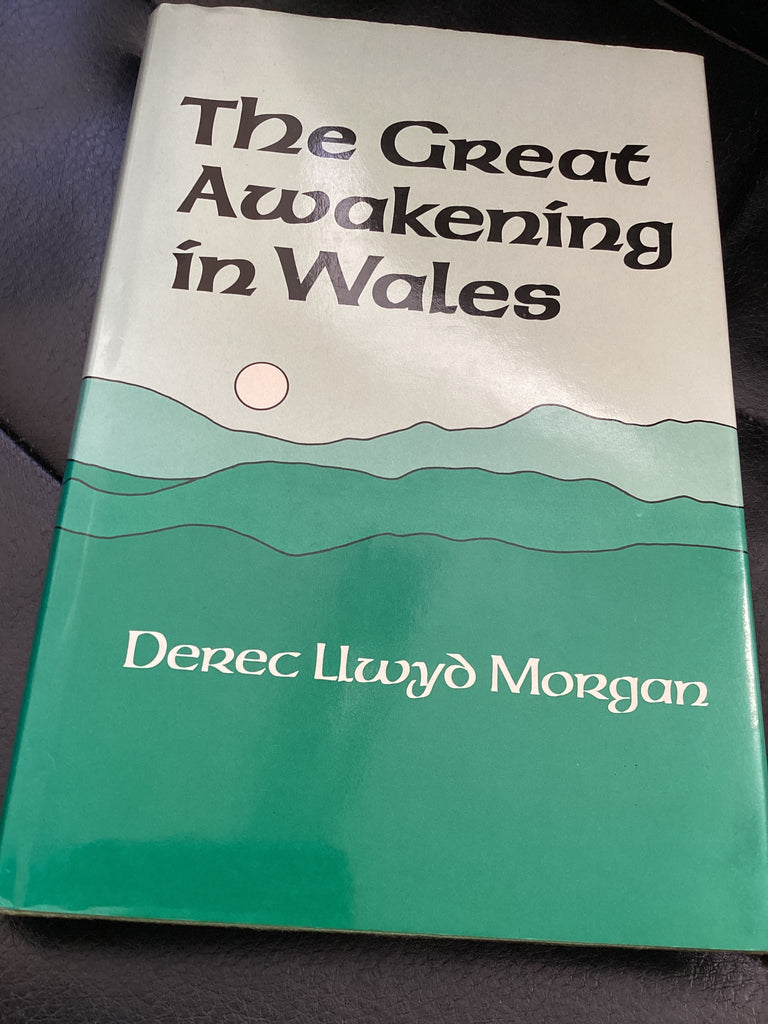 The Great
Awakening
in Wales
Derec Llwyd Morgan